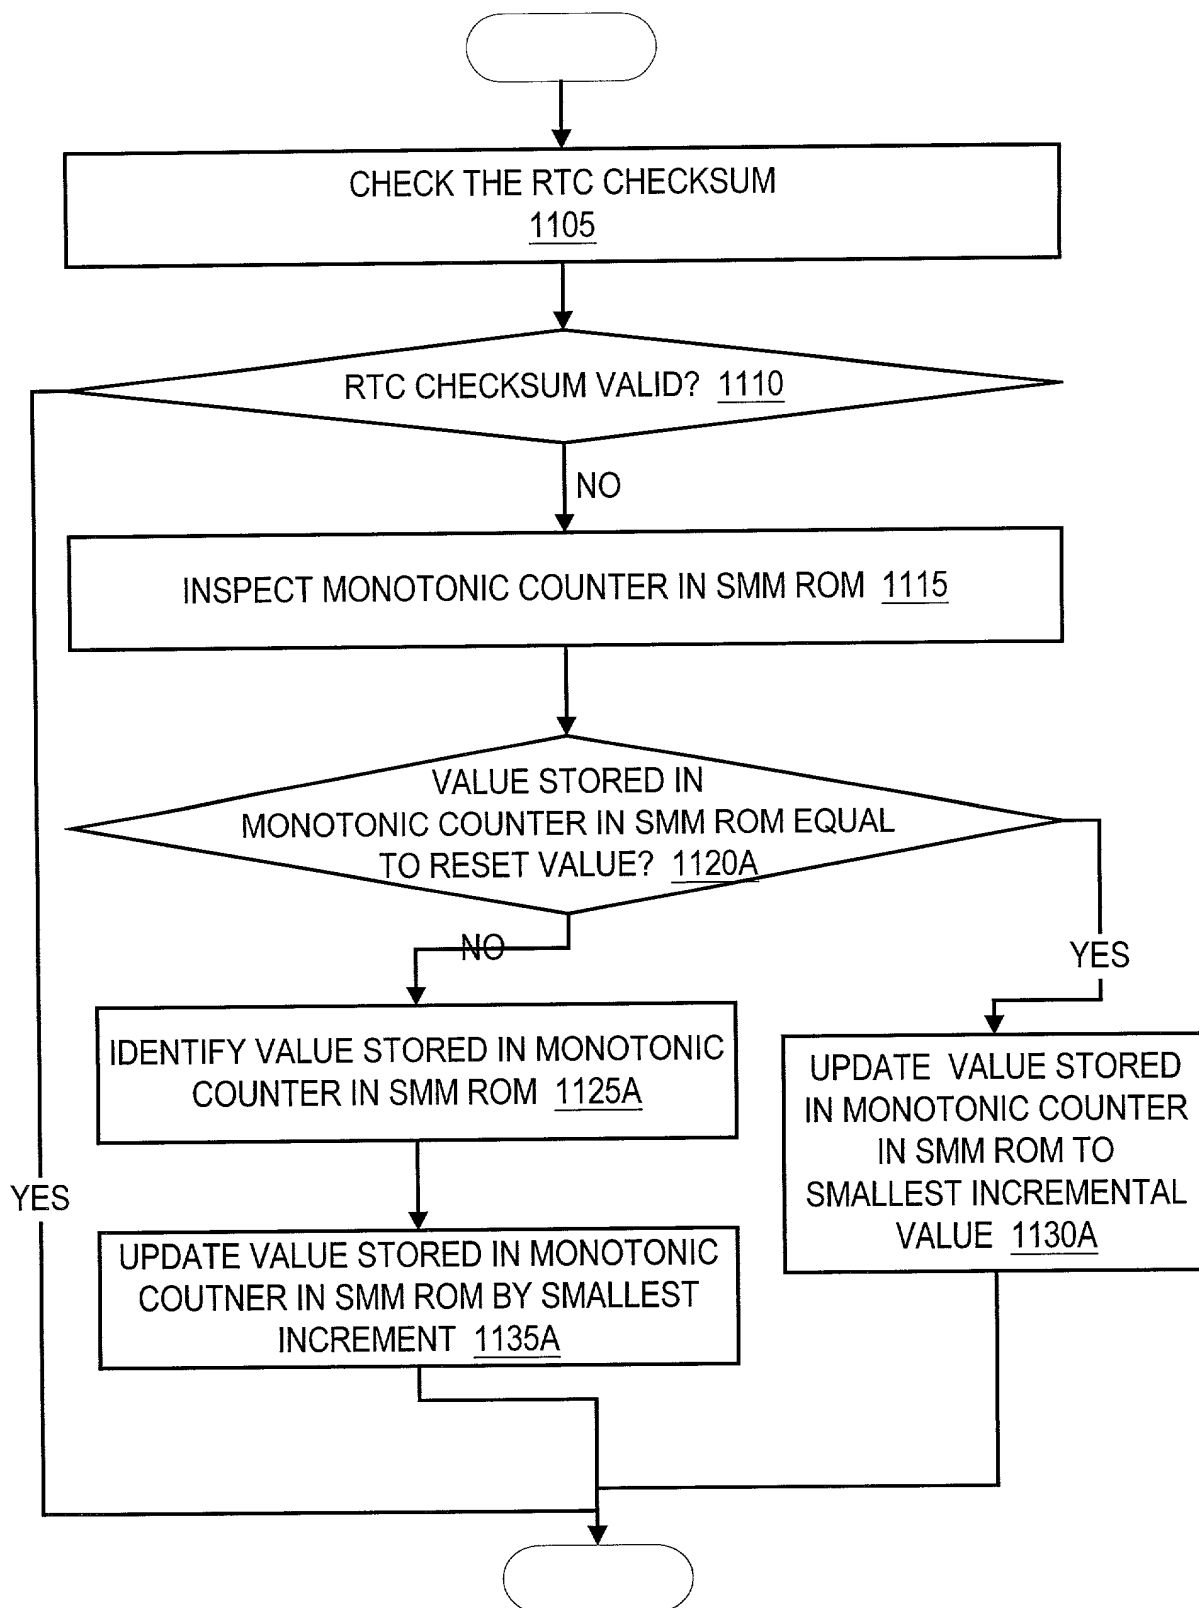 CHECK THE RTC CHECKSUM
1105
RTC CHECKSUM VALID? 1110
NO
INSPECT MONOTONIC COUNTER IN SMM ROM 1115
VALUE STORED IN
MONOTONIC COUNTER IN SMM ROM EQUAL
TO RESET VALUE? 1120A
NO
YES
IDENTIFY VALUE STORED IN MONOTONIC
COUNTER IN SMM ROM 1125A
UPDATE VALUE STORED
IN MONOTONIC COUNTER
IN SMM ROM TO
SMALLEST INCREMENTAL
VALUE 1130A
YES
UPDATE VALUE STORED IN MONOTONIC
COUTNER IN SMM ROM BY SMALLEST
INCREMENT 1135A